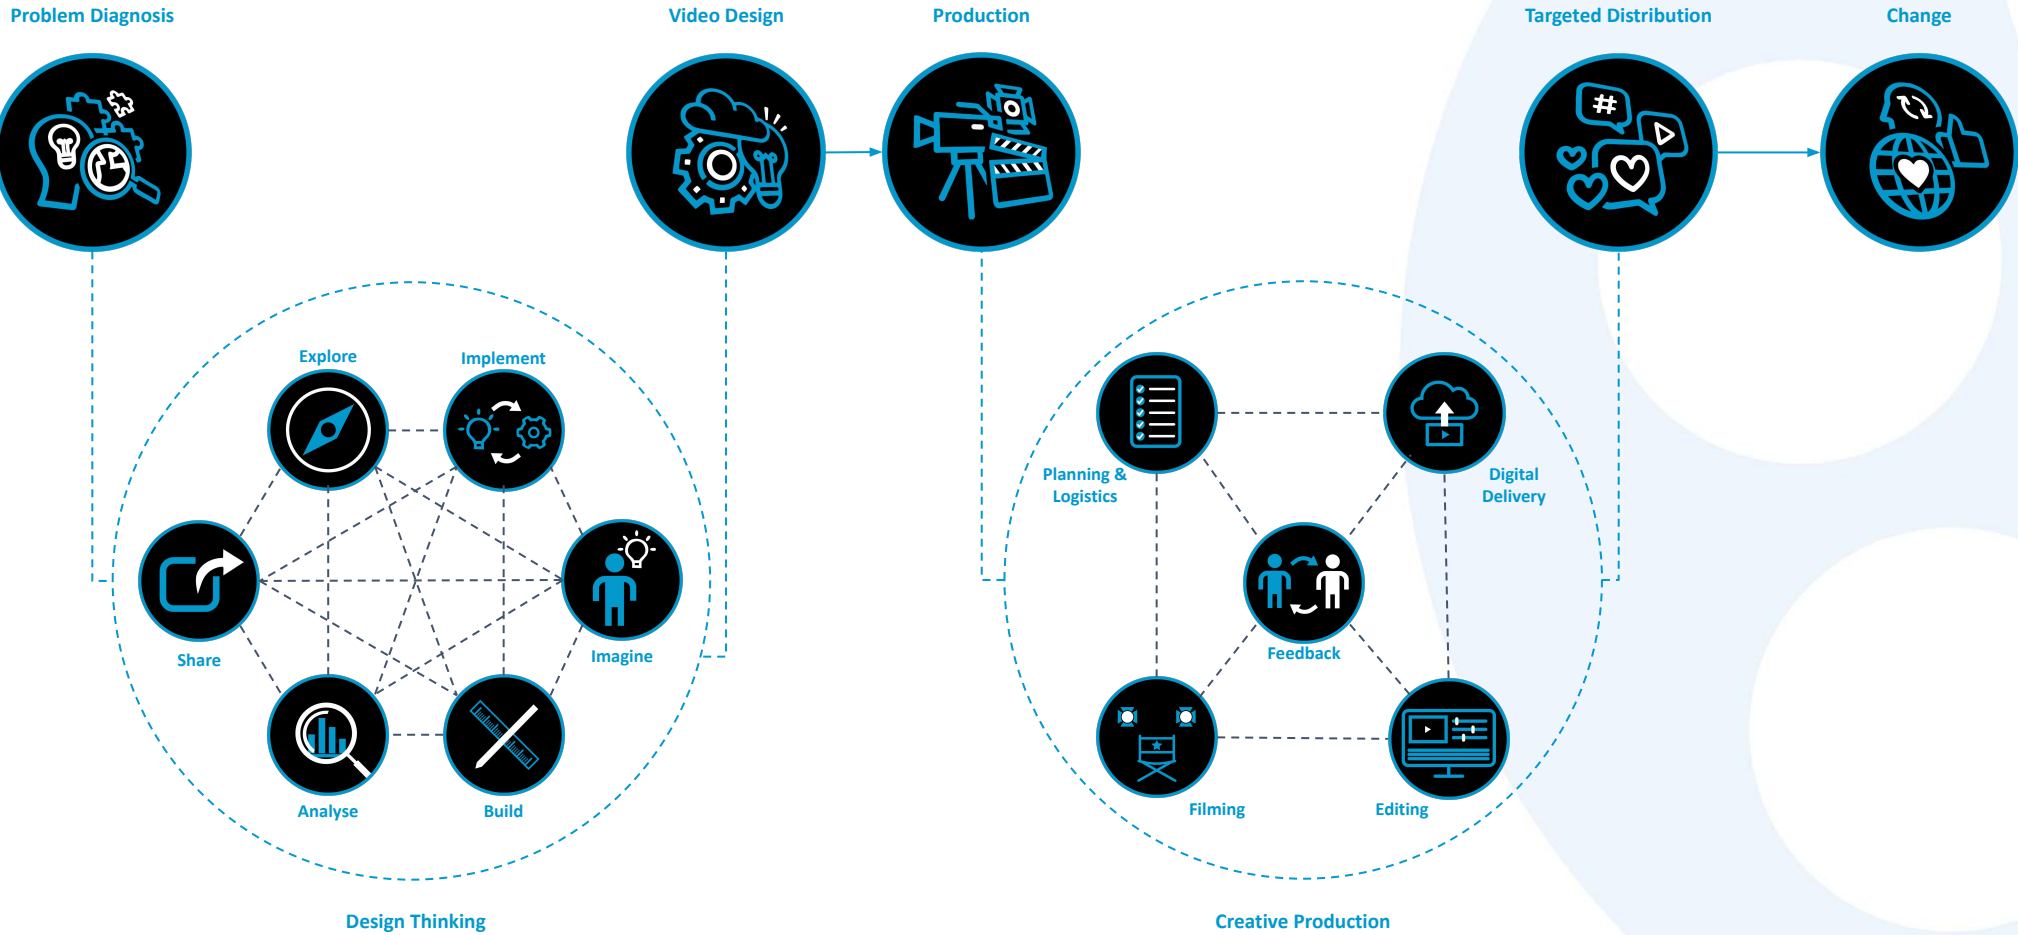 Problem Diagnosis
Video Design
Production
Targeted Distribution
Change
#
Explore
Implement
Share
Imagine
Analyse
Build
Design Thinking
Planning &
Logistics
Digital
Delivery
Feedback
Filming
Editing
Creative Production